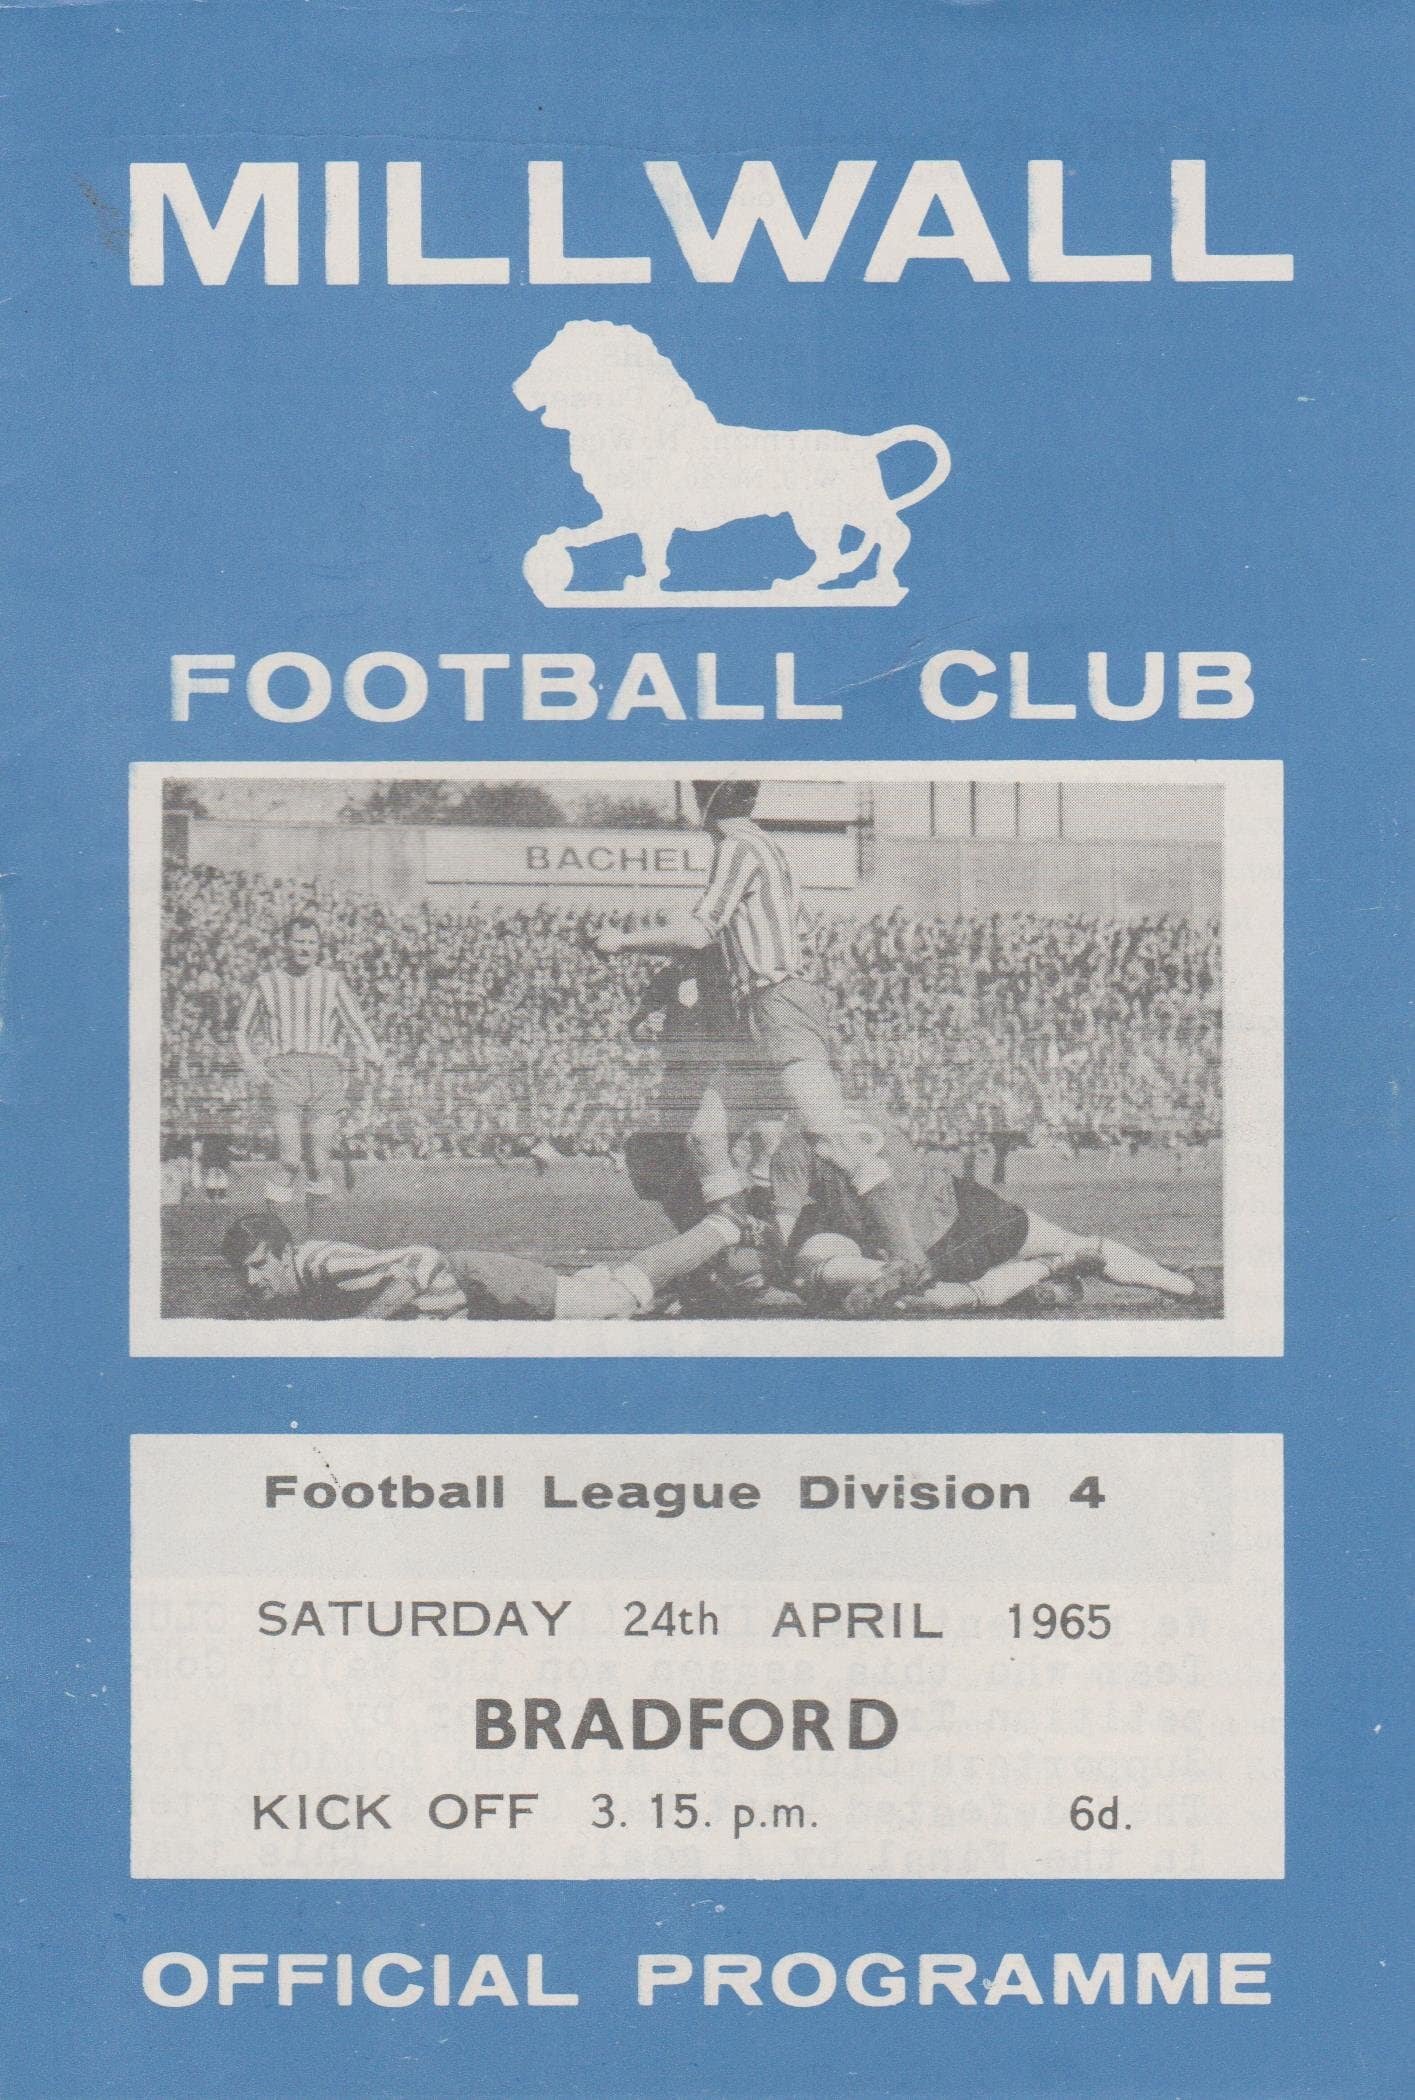 MILLWALL
FOOTBALL CLUB
BACHEL
Football League Division 4
SATURDAY 24th APRIL 1965
BRADFORD
KICK OFF 3. 15. p.m. 6d.
OFFICIAL PROGRAMME